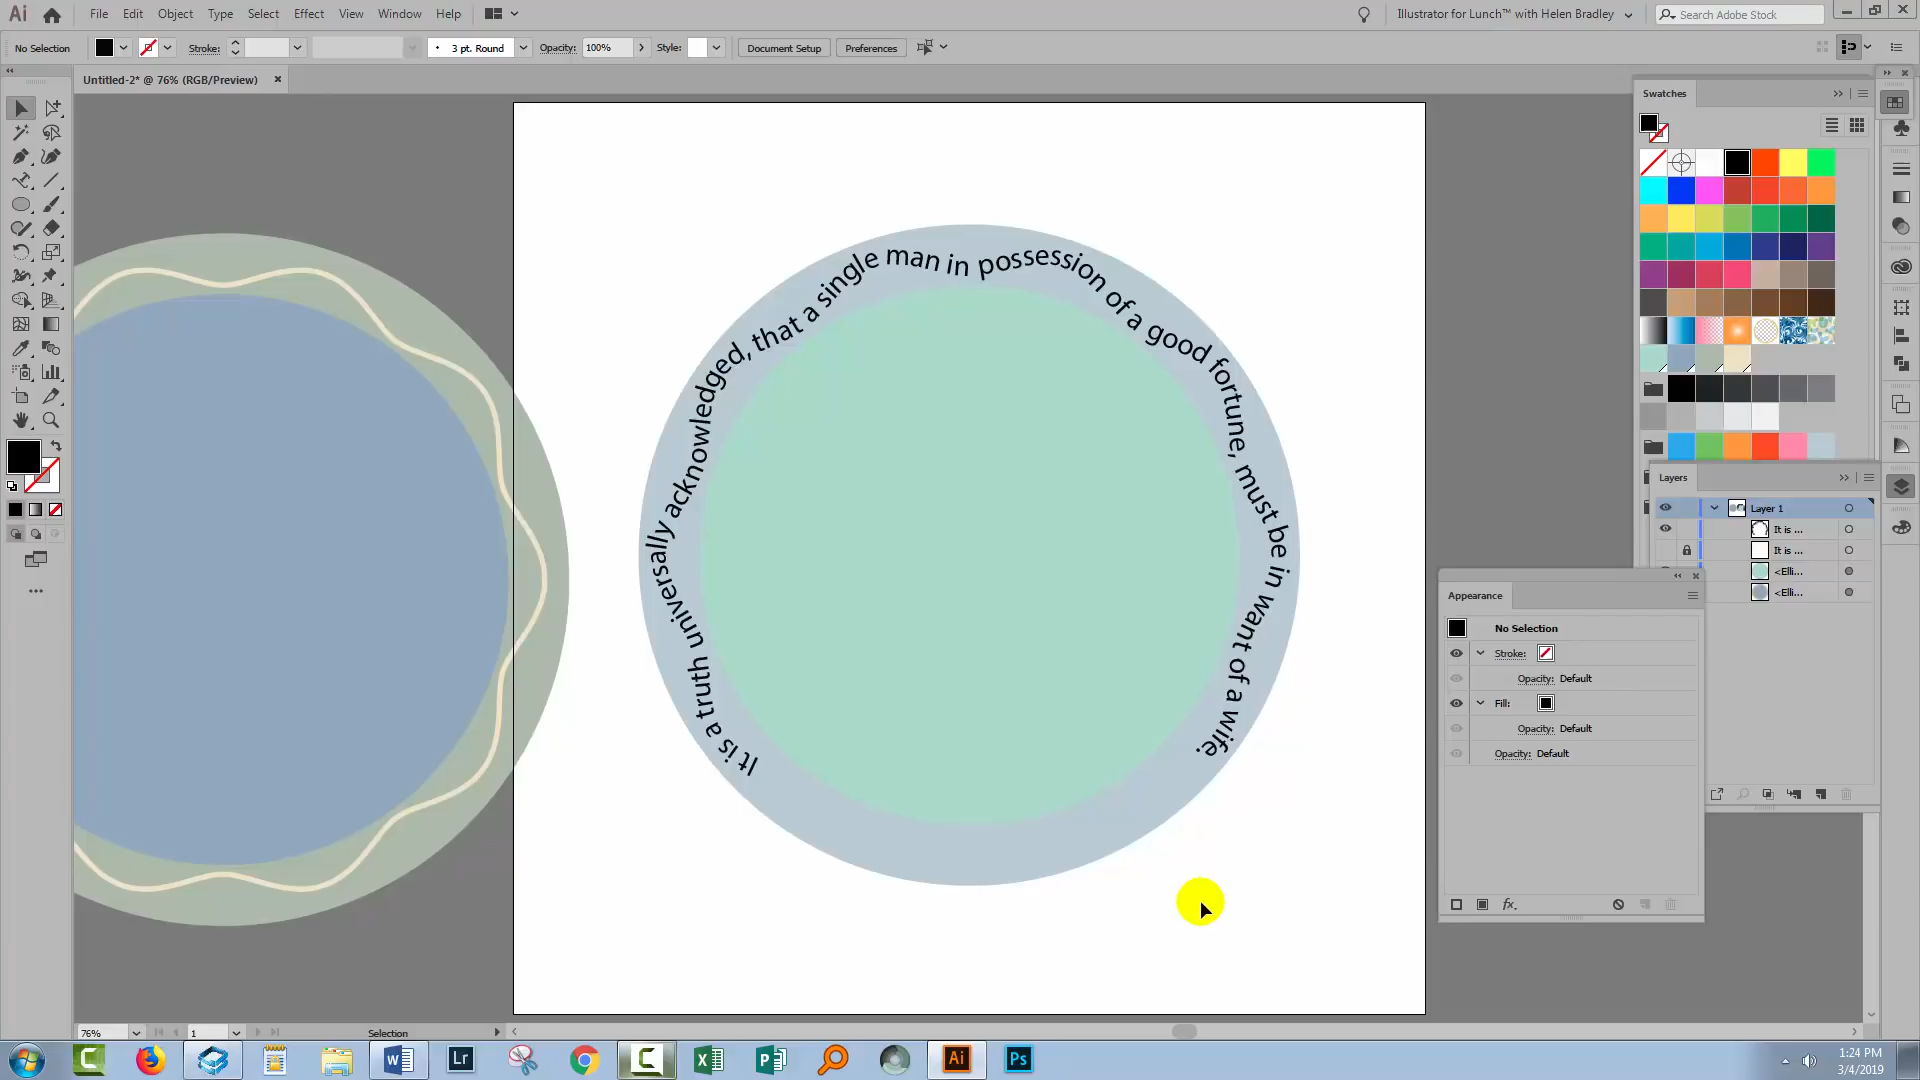 Ai File Edit Object Type Select Effect View Window Help Illustrator for Lunch™ with Helen Bradley Search Adobe Stock
No Selection Stroke: 3 pt. Round Opacity: 100% Style: Document Setup Preferences
Untitled-2* @ 76% (RGB/Preview)
Swatches
It is a truth universally acknowledged, that a single man in possession of a good fortune, must be in want of a wife.
Layers
Layer 1
It is ...
It is ...
<Elli...
<Elli...
Appearance
No Selection
Stroke:
Opacity: Default
Fill:
Opacity: Default
Opacity: Default
fx.
76% 1 Selection
Lr Ai Ps
1:24 PM
3/4/2019